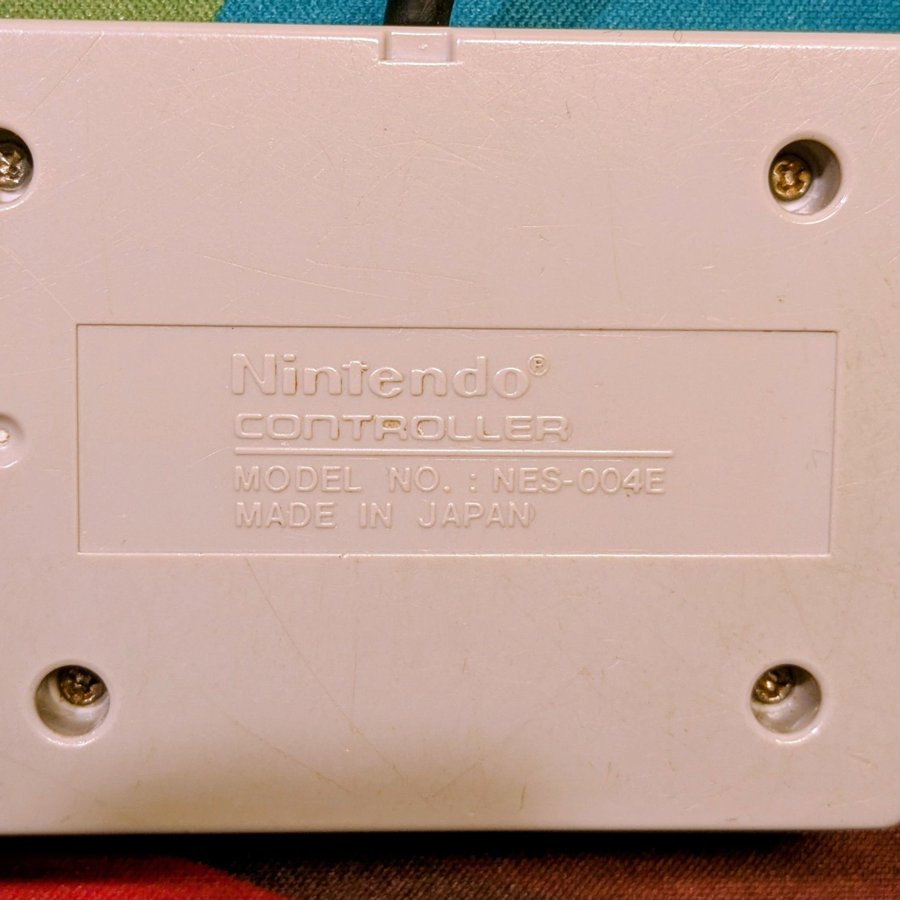 Nintendo®
CONTROLLER
MODEL NO. : NES-004E
MADE IN JAPAN